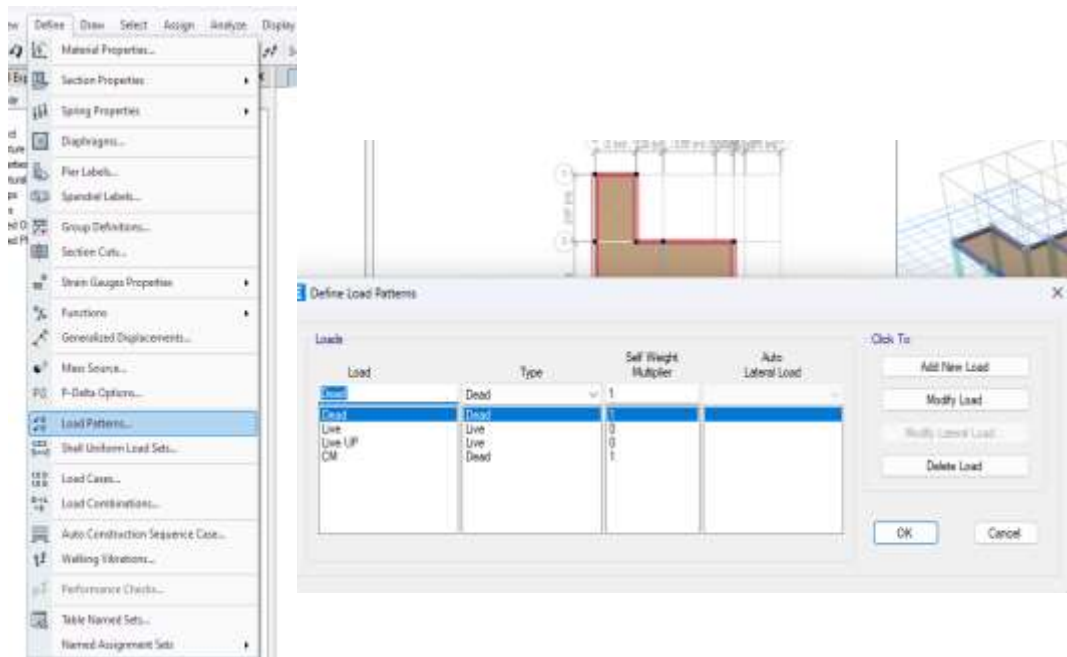 Define Draw Select Assign Analyze Display
Material Properties...
Section Properties
Spring Properties
Diaphragms...
Pier Labels...
Spandrel Labels...
Group Definitions...
Section Cuts...
Strain Gauges Properties
Functions
Generalized Displacements...
Mass Source...
P-Delta Options...
Load Patterns...
Shell Uniform Load Sets...
Load Cases...
Load Combinations...
Auto Construction Sequence Case...
Walking Vibrations...
Performance Checks...
Table Named Sets...
Named Assignment Sets
Define Load Patterns
Loads
Load Type Self Weight Multiplier Auto Lateral Load
Dead Dead 1
Dead Dead 1
Live Live 0
Live UP Live 0
CM Dead 1
Click To:
Add New Load
Modify Load
Modify Lateral Load...
Delete Load
OK Cancel